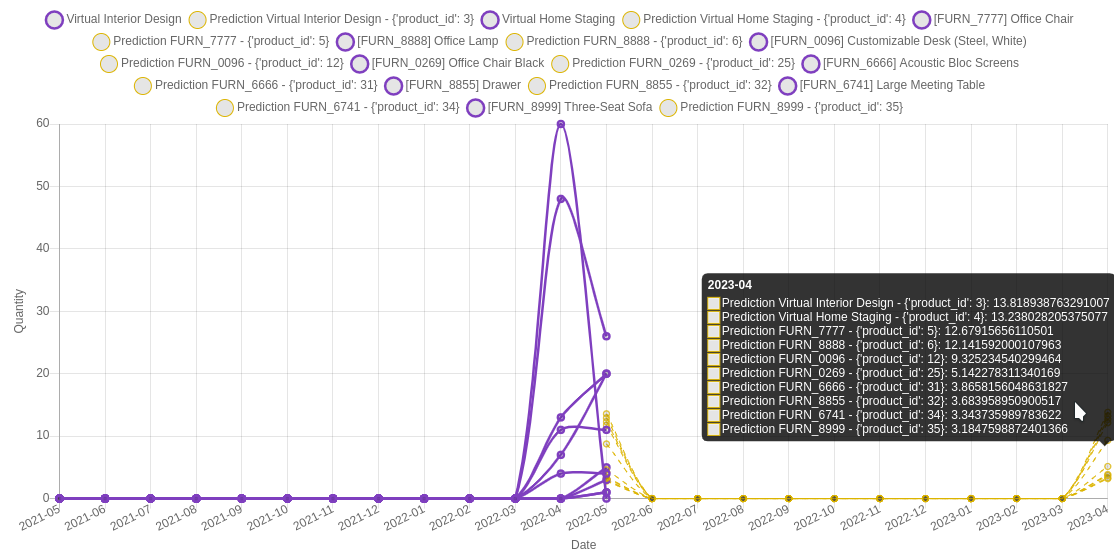 Virtual Interior Design Prediction Virtual Interior Design - {'product_id': 3} Virtual Home Staging Prediction Virtual Home Staging - {'product_id': 4} [FURN_7777] Office Chair
Prediction FURN_7777 - {'product_id': 5} [FURN_8888] Office Lamp Prediction FURN_8888 - {'product_id': 6} [FURN_0096] Customizable Desk (Steel, White)
Prediction FURN_0096 - {'product_id': 12} [FURN_0269] Office Chair Black Prediction FURN_0269 - {'product_id': 25} [FURN_6666] Acoustic Bloc Screens
Prediction FURN_6666 - {'product_id': 31} [FURN_8855] Drawer Prediction FURN_8855 - {'product_id': 32} [FURN_6741] Large Meeting Table
Prediction FURN_6741 - {'product_id': 34} [FURN_8999] Three-Seat Sofa Prediction FURN_8999 - {'product_id': 35}
60
50
40
30
20
10
0
Quantity
2023-04
Prediction Virtual Interior Design - {'product_id': 3}: 13.818938763291007
Prediction Virtual Home Staging - {'product_id': 4}: 13.238028205375077
Prediction FURN_7777 - {'product_id': 5}: 12.67915656110501
Prediction FURN_8888 - {'product_id': 6}: 12.141592000107963
Prediction FURN_0096 - {'product_id': 12}: 9.325234540299464
Prediction FURN_0269 - {'product_id': 25}: 5.142278311340169
Prediction FURN_6666 - {'product_id': 31}: 3.8658156048631827
Prediction FURN_8855 - {'product_id': 32}: 3.683958950900517
Prediction FURN_6741 - {'product_id': 34}: 3.343735989783622
Prediction FURN_8999 - {'product_id': 35}: 3.1847598872401366
2021-05 2021-06 2021-07 2021-08 2021-09 2021-10 2021-11 2021-12 2022-01 2022-02 2022-03 2022-04 2022-05 2022-06 2022-07 2022-08 2022-09 2022-10 2022-11 2022-12 2023-01 2023-02 2023-03 2023-04
Date